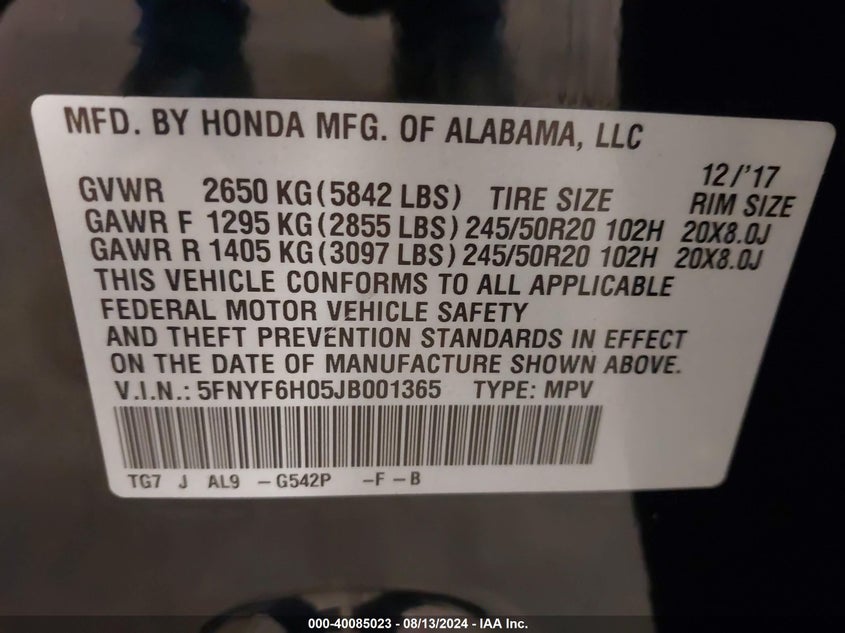 MFD. BY HONDA MFG. OF ALABAMA, LLC
12/'17
GVWR 2650 KG (5842 LBS) TIRE SIZE RIM SIZE
GAWR F 1295 KG (2855 LBS) 245/50R20 102H 20X8.0J
GAWR R 1405 KG (3097 LBS) 245/50R20 102H 20X8.0J
THIS VEHICLE CONFORMS TO ALL APPLICABLE
FEDERAL MOTOR VEHICLE SAFETY
AND THEFT PREVENTION STANDARDS IN EFFECT
ON THE DATE OF MANUFACTURE SHOWN ABOVE.
V.I.N.: 5FNYF6H05JB001365 TYPE: MPV
TG7 J AL9 -G542P -F-B
000-40085023 - 08/13/2024 - IAA Inc.